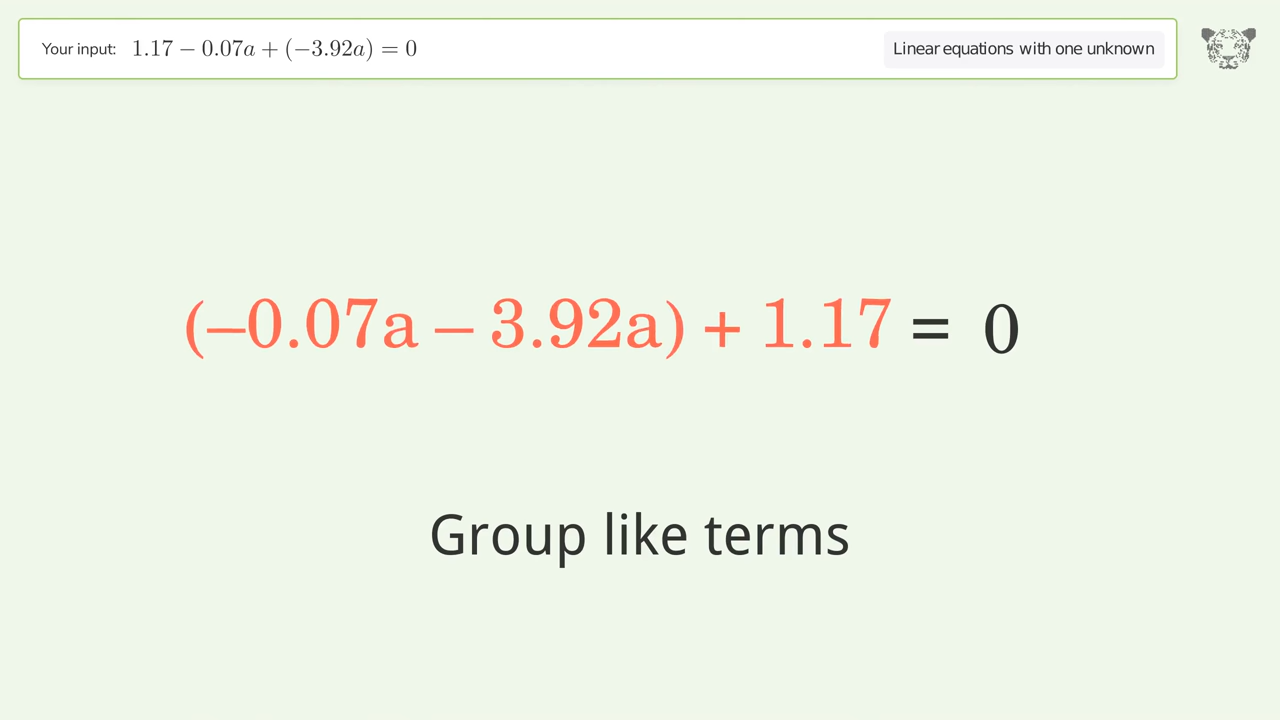 Your input: 1.17 − 0.07a + (−3.92a) = 0
Linear equations with one unknown
(–0.07a – 3.92a) + 1.17 = 0
Group like terms